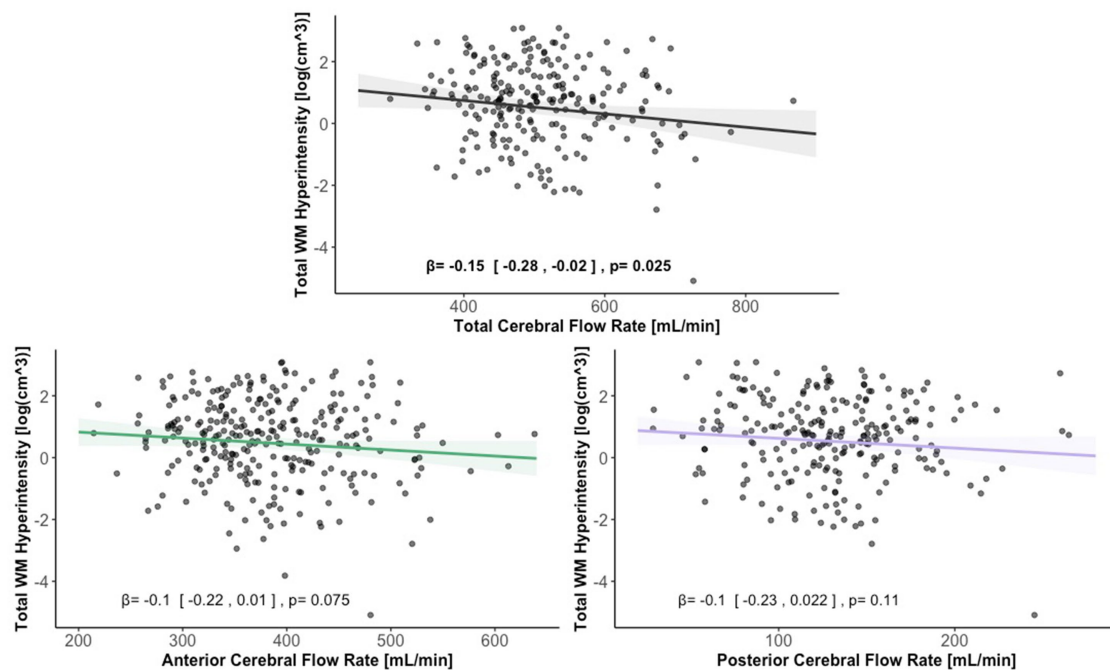 Total WM Hyperintensity [log(cm^3)]
2
0
-2
-4
β= -0.15 [ -0.28 , -0.02 ] , p= 0.025
400 600 800
Total Cerebral Flow Rate [mL/min]
Total WM Hyperintensity [log(cm^3)]
2
0
-2
-4
β= -0.1 [ -0.22 , 0.01 ] , p= 0.075
200 300 400 500 600
Anterior Cerebral Flow Rate [mL/min]
Total WM Hyperintensity [log(cm^3)]
2
0
-2
-4
β= -0.1 [ -0.23 , 0.022 ] , p= 0.11
100 200
Posterior Cerebral Flow Rate [mL/min]